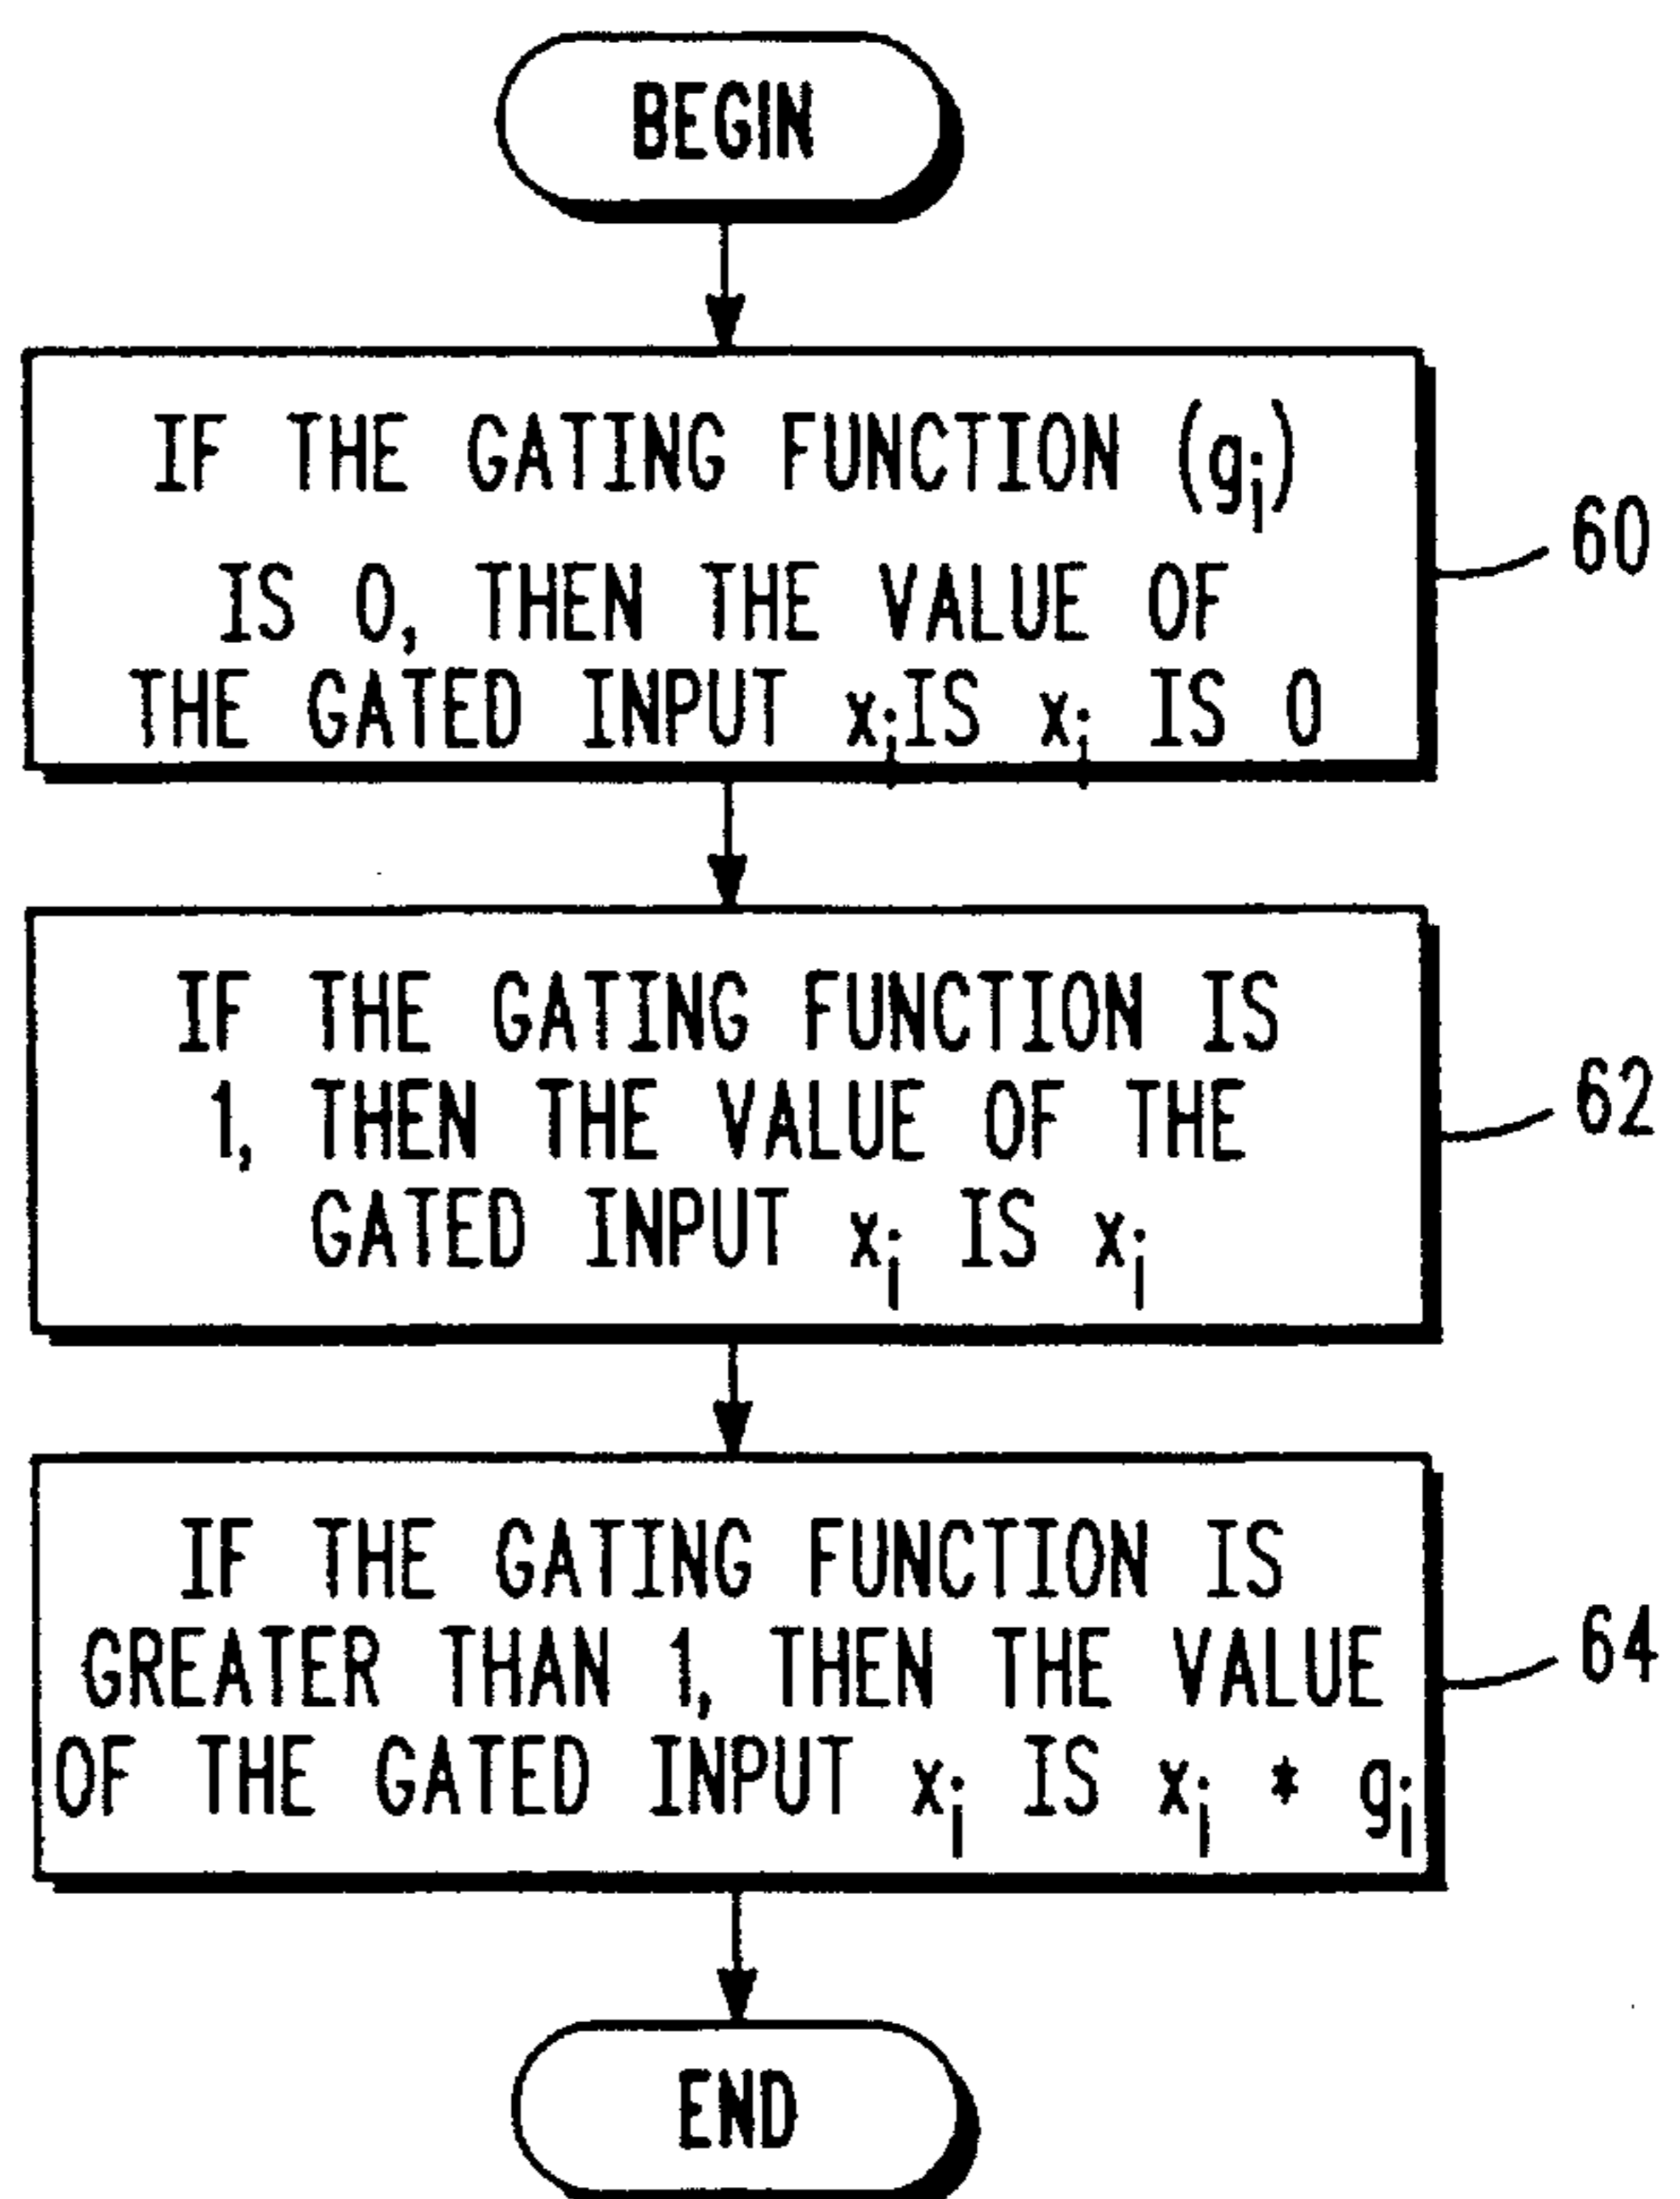 BEGIN
IF THE GATING FUNCTION (gᵢ)
IS 0, THEN THE VALUE OF
THE GATED INPUT xᵢ IS xᵢ IS 0
60
IF THE GATING FUNCTION IS
1, THEN THE VALUE OF THE
GATED INPUT xᵢ IS xᵢ
62
IF THE GATING FUNCTION IS
GREATER THAN 1, THEN THE VALUE
OF THE GATED INPUT xᵢ IS xᵢ * gᵢ
64
END